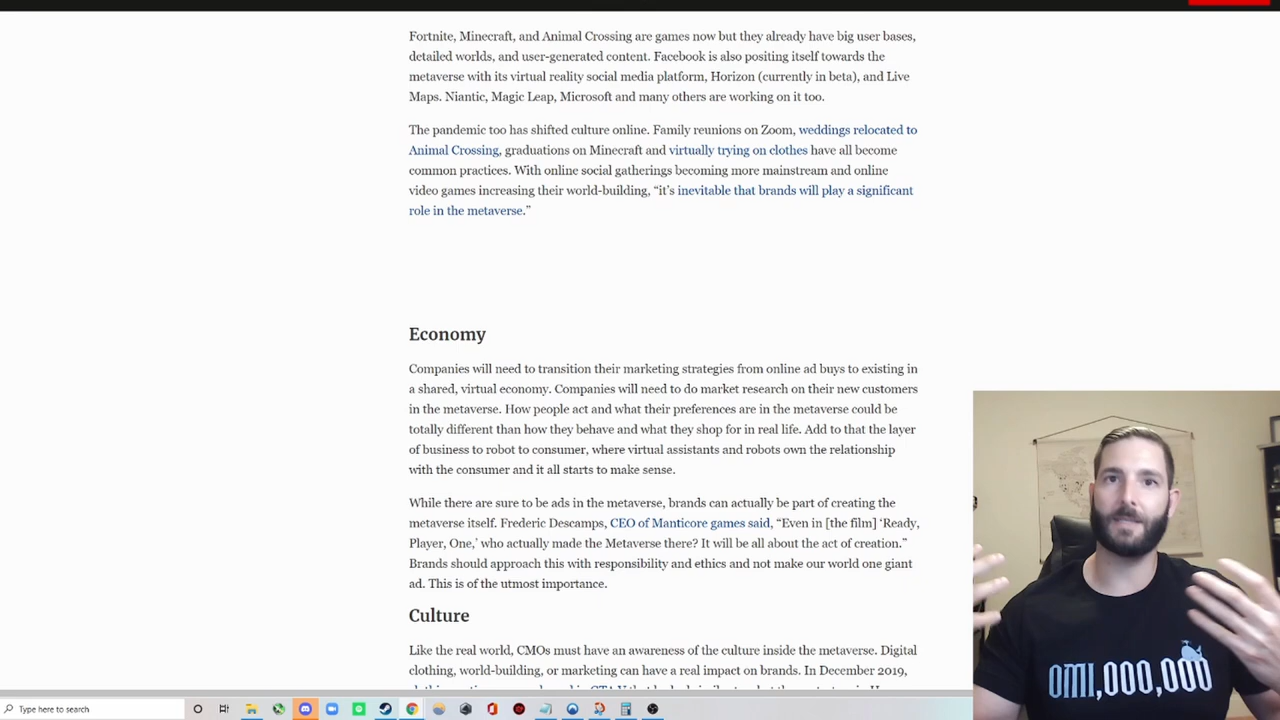 Fortnite, Minecraft, and Animal Crossing are games now but they already have big user bases,
detailed worlds, and user-generated content. Facebook is also positing itself towards the
metaverse with its virtual reality social media platform, Horizon (currently in beta), and Live
Maps. Niantic, Magic Leap, Microsoft and many others are working on it too.
The pandemic too has shifted culture online. Family reunions on Zoom, weddings relocated to
Animal Crossing, graduations on Minecraft and virtually trying on clothes have all become
common practices. With online social gatherings becoming more mainstream and online
video games increasing their world-building, “it’s inevitable that brands will play a significant
role in the metaverse.”
Economy
Companies will need to transition their marketing strategies from online ad buys to existing in
a shared, virtual economy. Companies will need to do market research on their new customers
in the metaverse. How people act and what their preferences are in the metaverse could be
totally different than how they behave and what they shop for in real life. Add to that the layer
of business to robot to consumer, where virtual assistants and robots own the relationship
with the consumer and it all starts to make sense.
While there are sure to be ads in the metaverse, brands can actually be part of creating the
metaverse itself. Frederic Descamps, CEO of Manticore games said, “Even in [the film] ‘Ready,
Player, One,’ who actually made the Metaverse there? It will be all about the act of creation.”
Brands should approach this with responsibility and ethics and not make our world one giant
ad. This is of the utmost importance.
Culture
Like the real world, CMOs must have an awareness of the culture inside the metaverse. Digital
clothing, world-building, or marketing can have a real impact on brands. In December 2019,
OMI,000,000
Type here to search